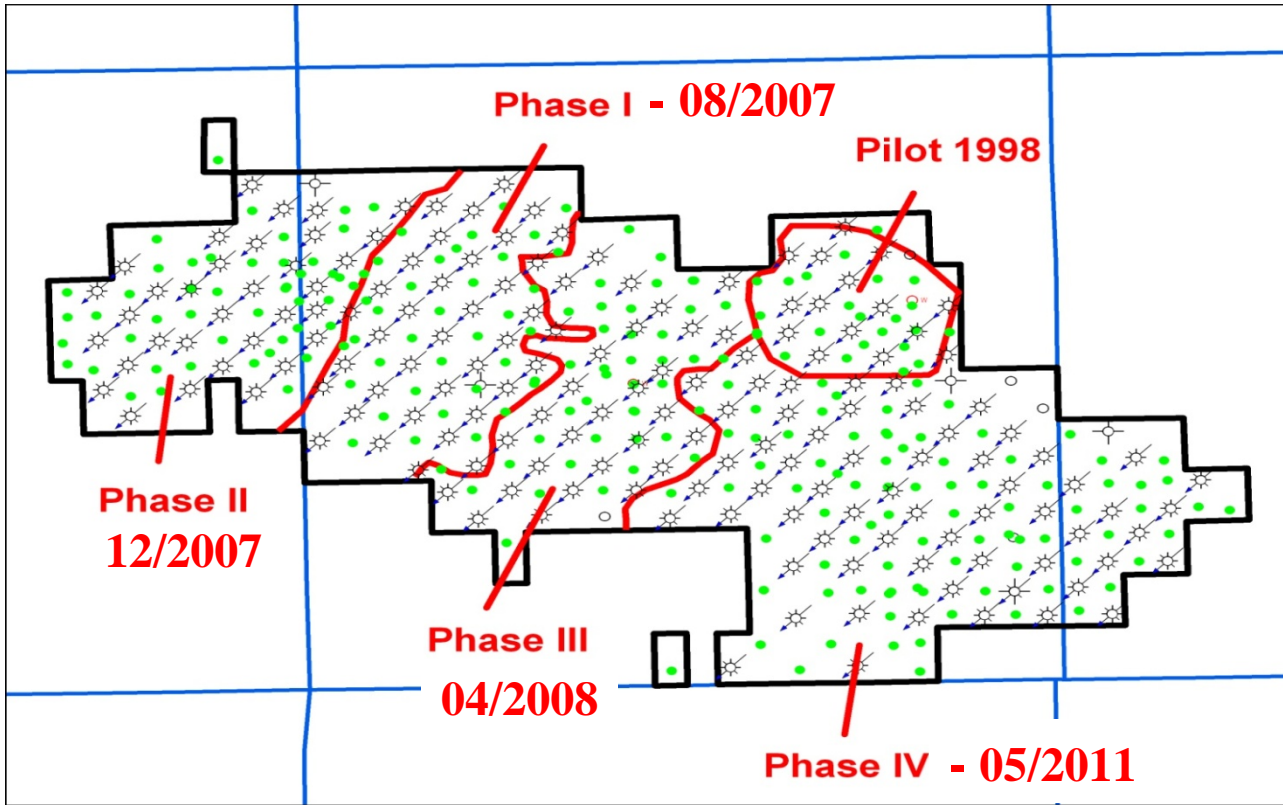 Phase I - 08/2007
Pilot 1998
W
Phase II
12/2007
Phase III
04/2008
Phase IV - 05/2011